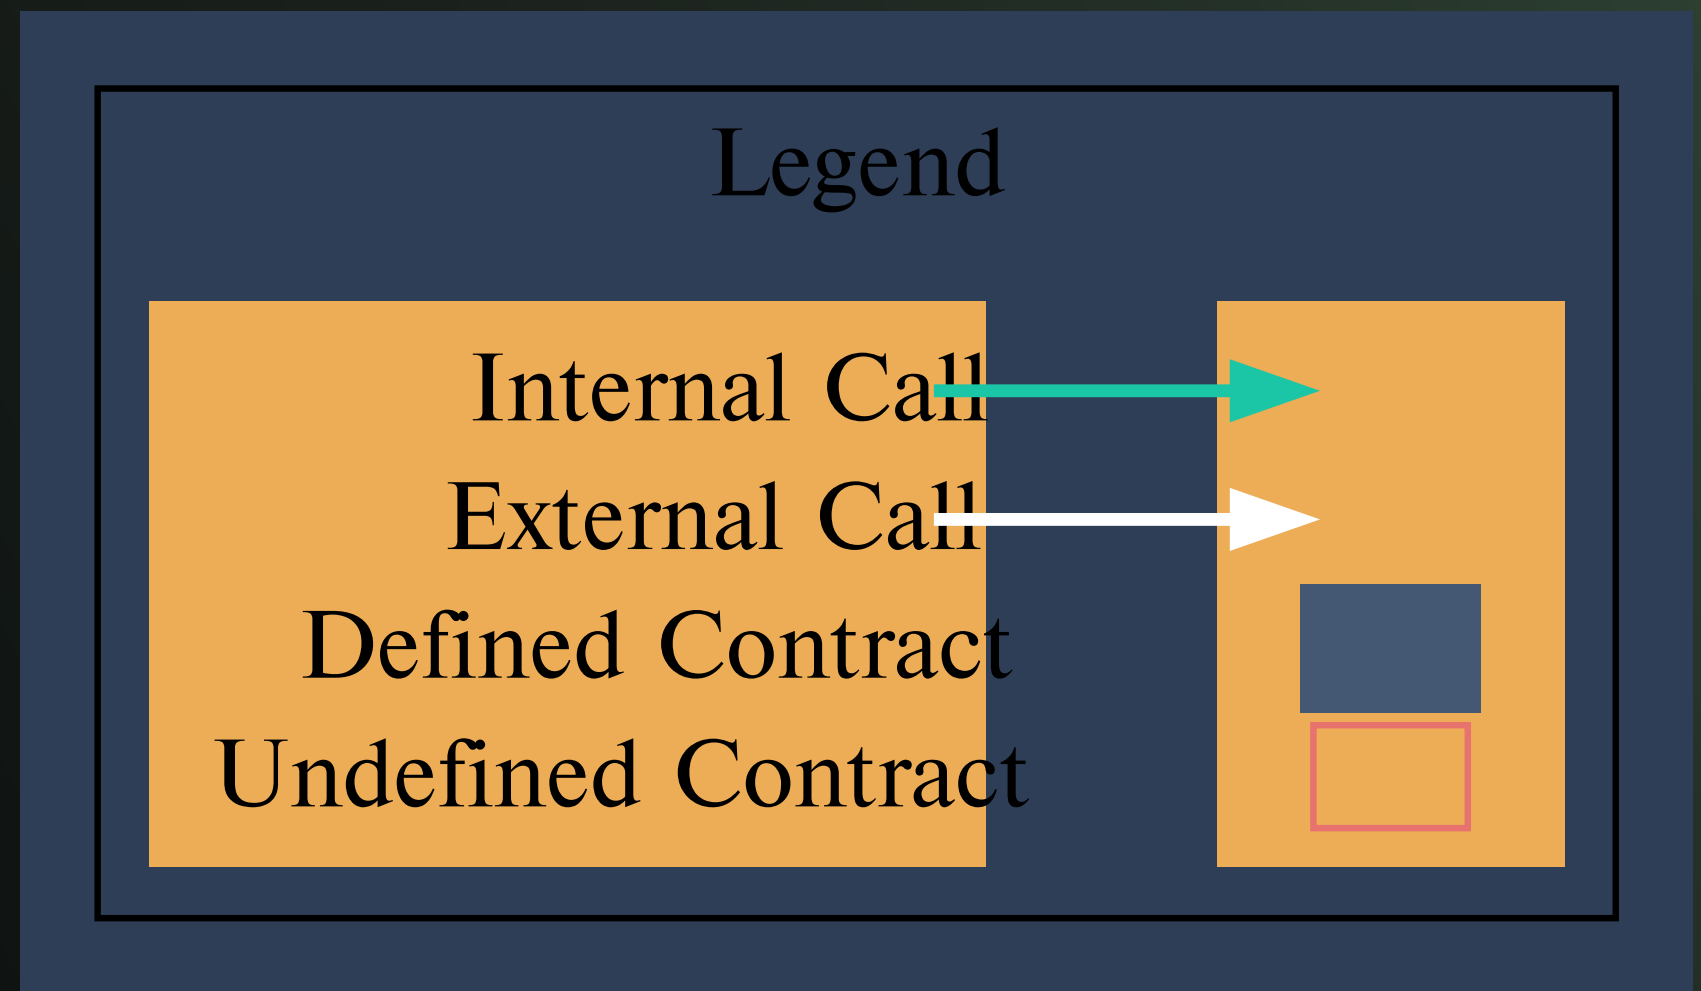 Legend
Internal Call
External Call
Defined Contract
Undefined Contract